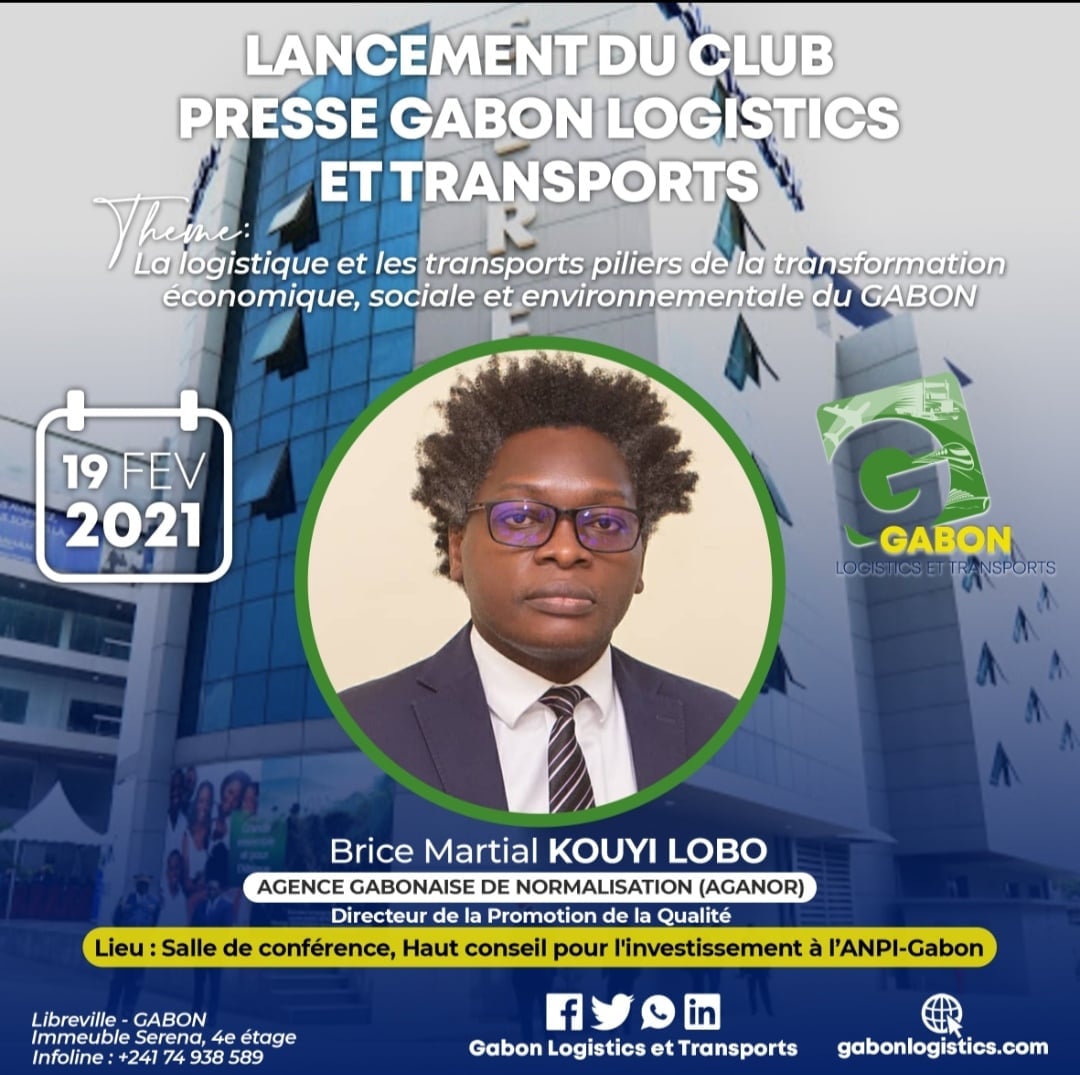 LANCEMENT DU CLUB
PRESSE GABON LOGISTICS
ET TRANSPORTS
Theme:
La logistique et les transports piliers de la transformation
économique, sociale et environnementale du GABON
19 FEV
2021
G
GABON
LOGISTICS ET TRANSPORTS
Brice Martial KOUYI LOBO
AGENCE GABONAISE DE NORMALISATION (AGANOR)
Directeur de la Promotion de la Qualité
Lieu : Salle de conférence, Haut conseil pour l'investissement à l'ANPI-Gabon
Libreville - GABON
Immeuble Serena, 4e étage
Infoline : +241 74 938 589
Gabon Logistics et Transports
gabonlogistics.com